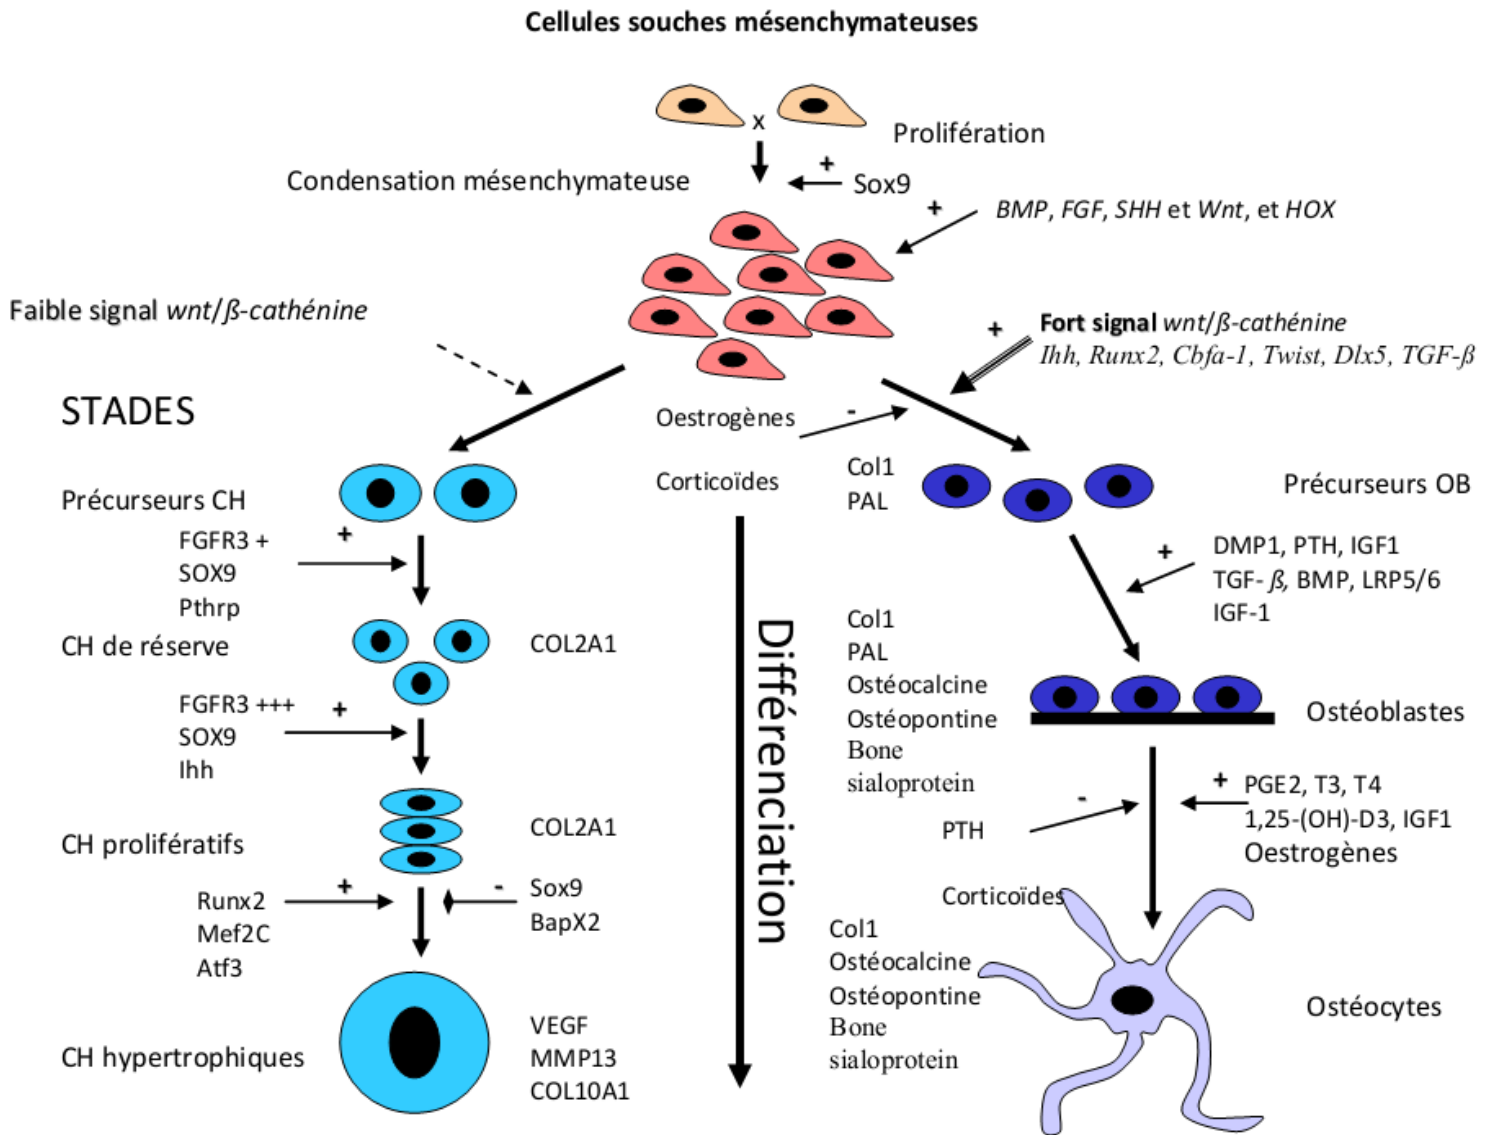 Cellules souches mésenchymateuses
x
Prolifération
+
Condensation mésenchymateuse
Sox9
+
BMP, FGF, SHH et Wnt, et HOX
Faible signal wnt/ß-cathénine
+
Fort signal wnt/ß-cathénine
Ihh, Runx2, Cbfa-1, Twist, Dlx5, TGF-ß
STADES
Oestrogènes
-
Corticoïdes
Précurseurs CH
Col1
PAL
Précurseurs OB
FGFR3 +
SOX9
Pthrp
+
+
DMP1, PTH, IGF1
TGF- ß, BMP, LRP5/6
IGF-1
CH de réserve
COL2A1
Différenciation
Col1
PAL
Ostéocalcine
Ostéopontine
Bone
sialoprotein
Ostéoblastes
FGFR3 +++
SOX9
Ihh
+
CH prolifératifs
COL2A1
-
PTH
+
PGE2, T3, T4
1,25-(OH)-D3, IGF1
Oestrogènes
Corticoïdes
Runx2
Mef2C
Atf3
+
-
Sox9
BapX2
Col1
Ostéocalcine
Ostéopontine
Bone
sialoprotein
Ostéocytes
CH hypertrophiques
VEGF
MMP13
COL10A1